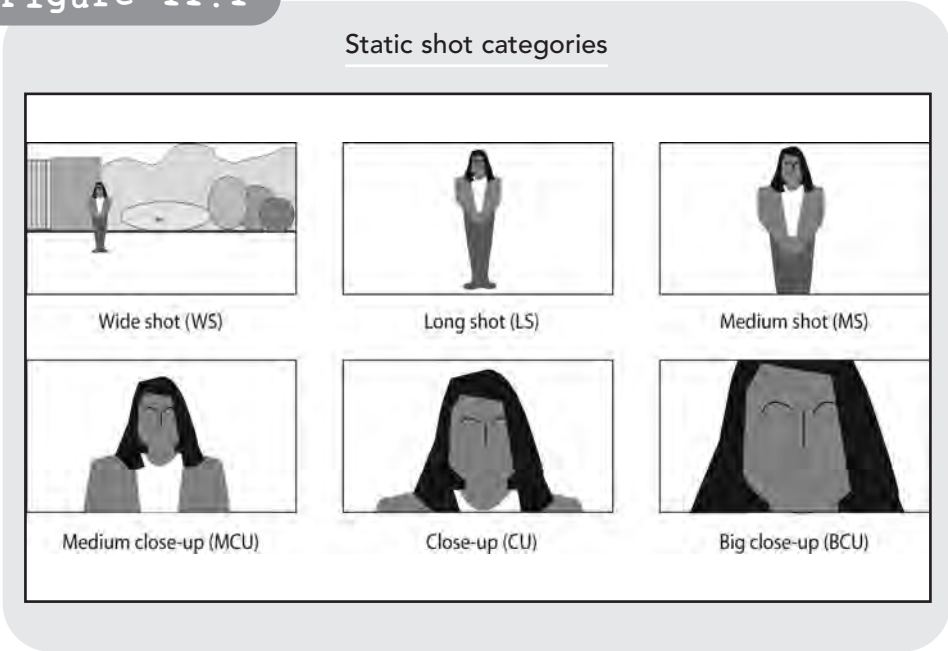 Static shot categories
Wide shot (WS)
Long shot (LS)
Medium shot (MS)
Medium close-up (MCU)
Close-up (CU)
Big close-up (BCU)